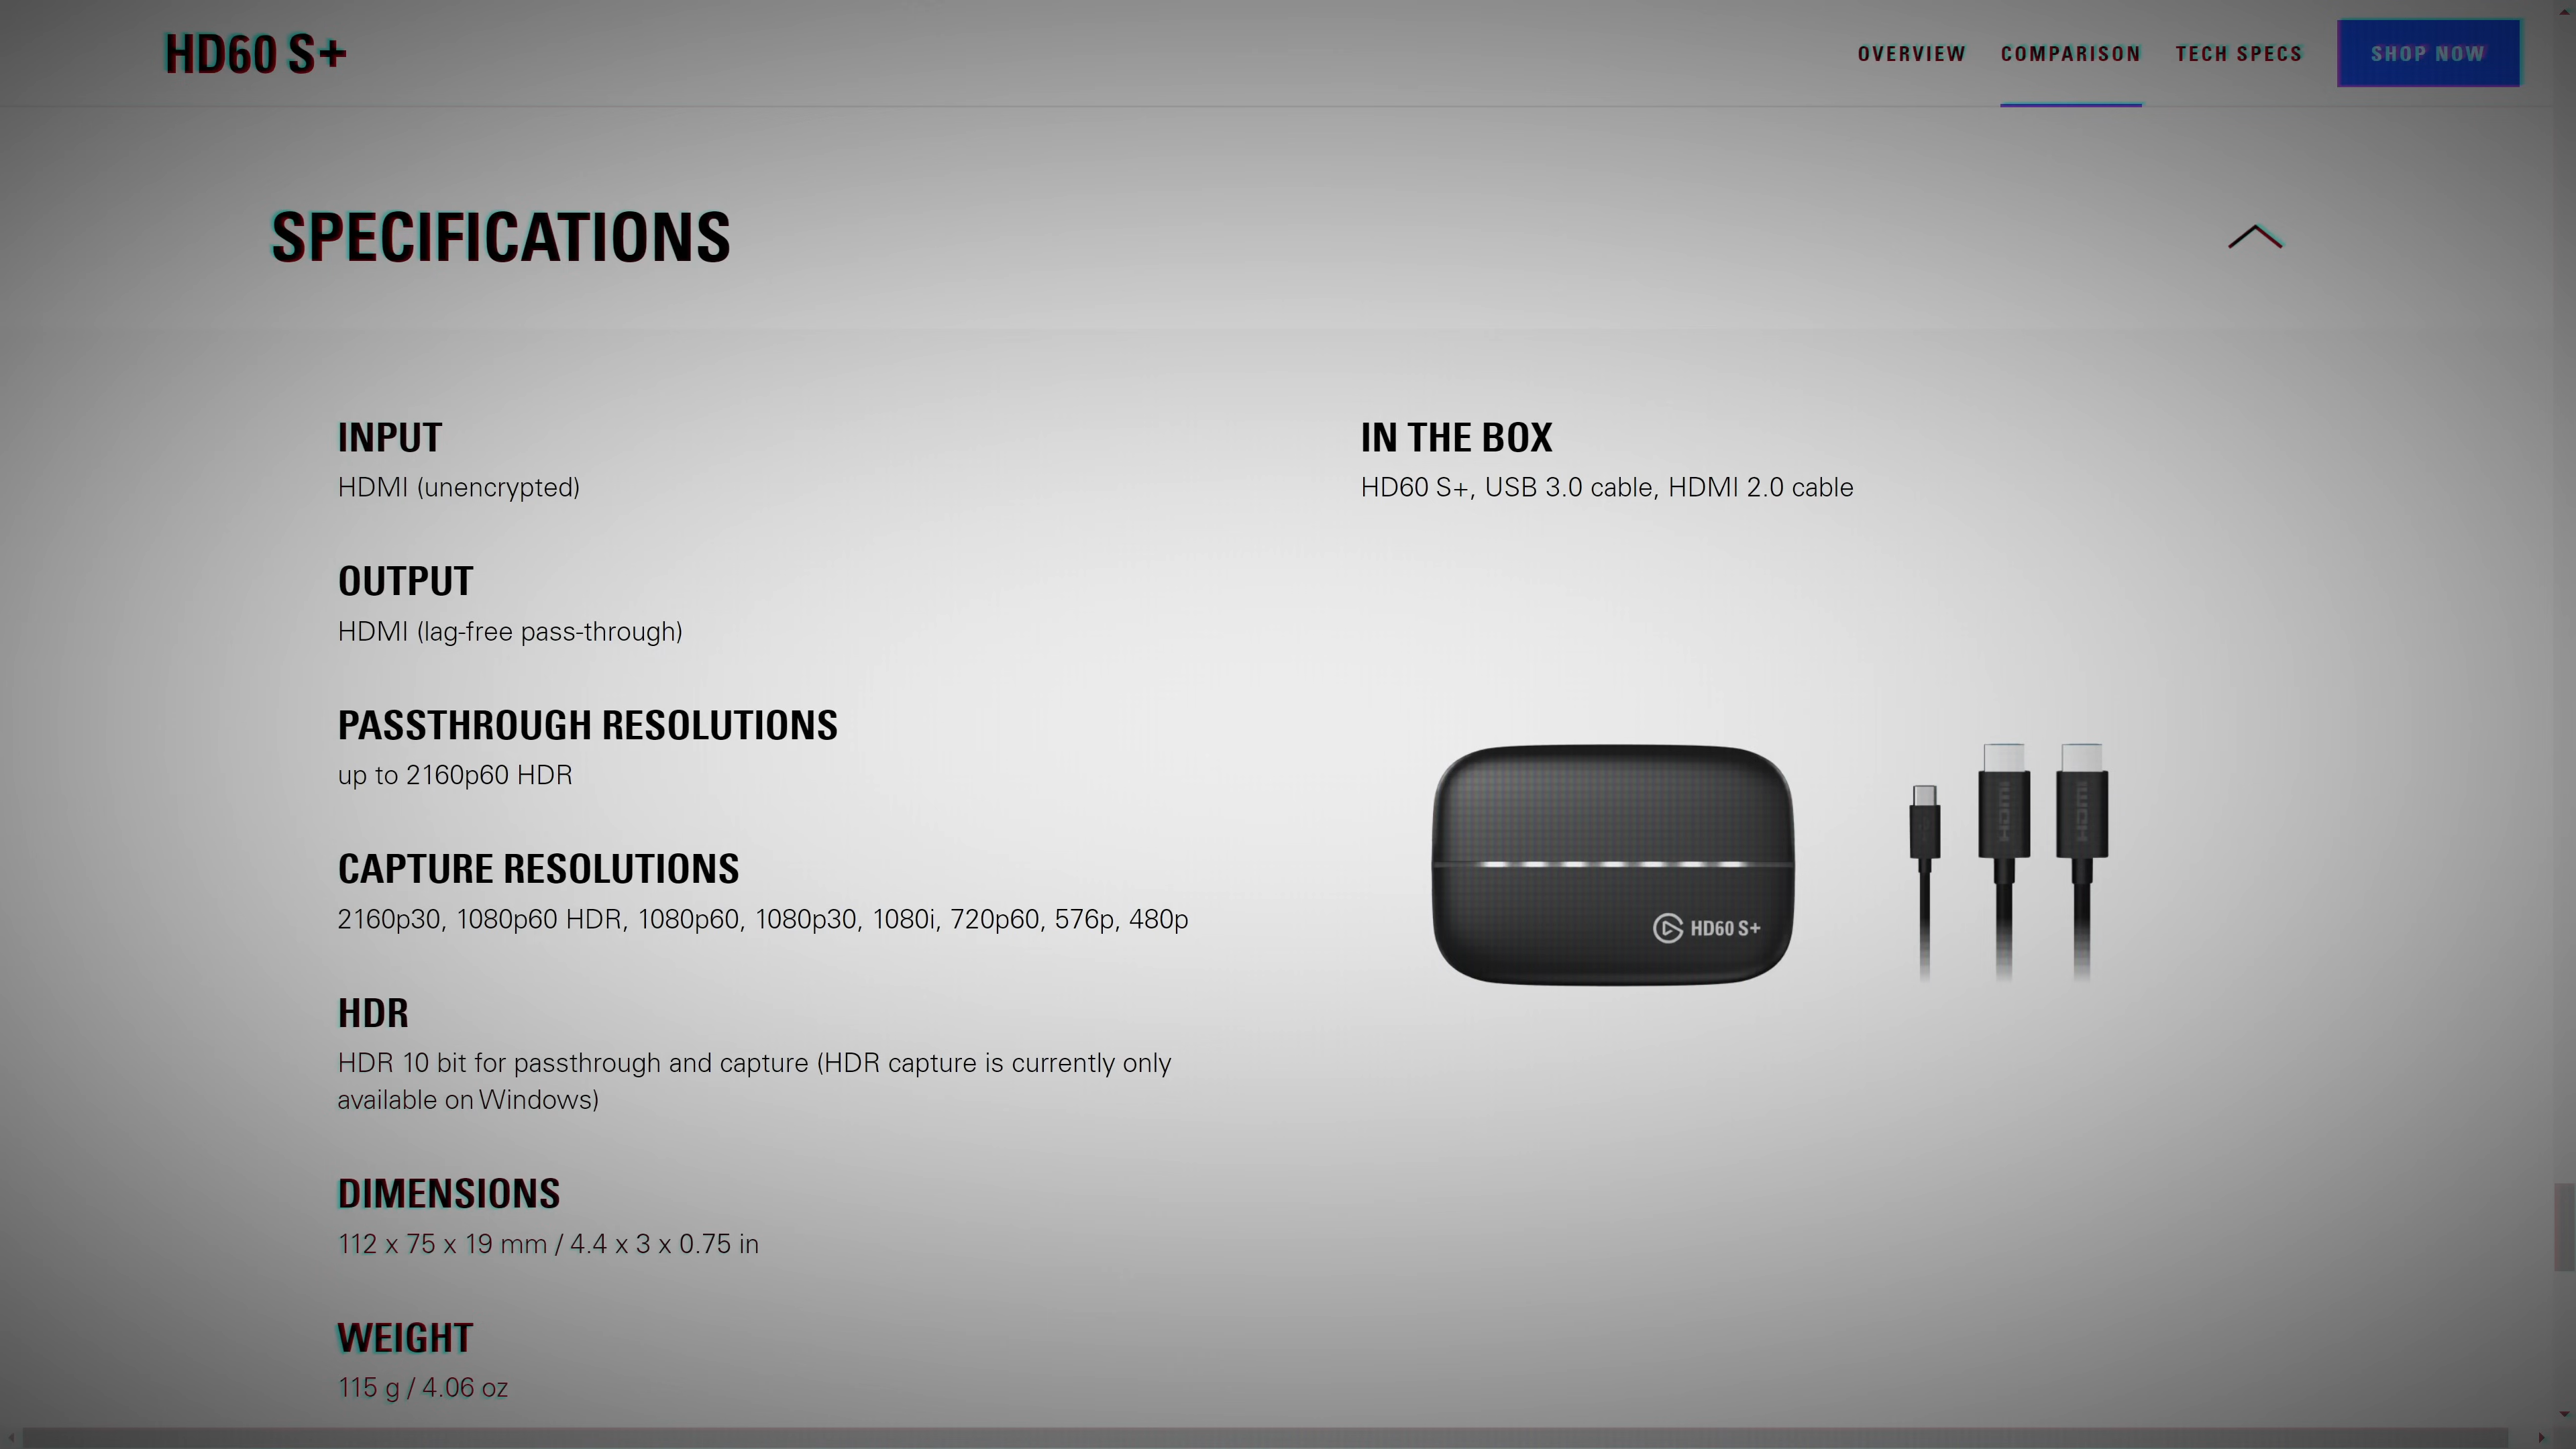 HD60 S+
OVERVIEW
COMPARISON
TECH SPECS
SHOP NOW
SPECIFICATIONS
INPUT
HDMI (unencrypted)
OUTPUT
HDMI (lag-free pass-through)
PASSTHROUGH RESOLUTIONS
up to 2160p60 HDR
CAPTURE RESOLUTIONS
2160p30, 1080p60 HDR, 1080p60, 1080p30, 1080i, 720p60, 576p, 480p
HDR
HDR 10 bit for passthrough and capture (HDR capture is currently only
available on Windows)
DIMENSIONS
112 x 75 x 19 mm / 4.4 x 3 x 0.75 in
WEIGHT
115 g / 4.06 oz
IN THE BOX
HD60 S+, USB 3.0 cable, HDMI 2.0 cable
HD60 S+
HDMI
HDMI